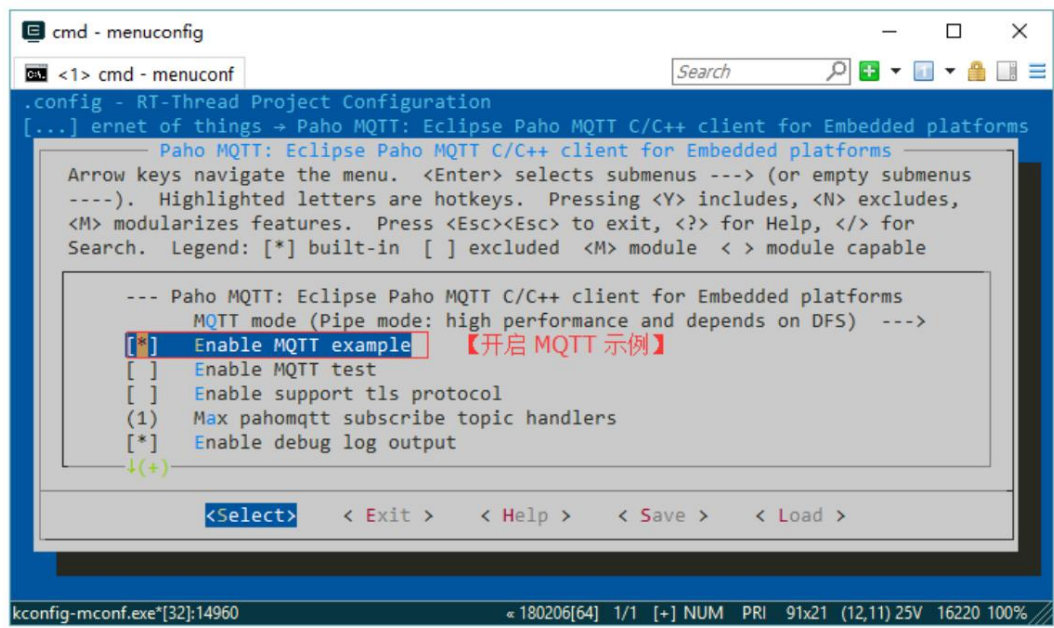 cmd - menuconfig
<1> cmd - menuconf
Search
.config - RT-Thread Project Configuration
[...] ernet of things → Paho MQTT: Eclipse Paho MQTT C/C++ client for Embedded platforms
Paho MQTT: Eclipse Paho MQTT C/C++ client for Embedded platforms
Arrow keys navigate the menu.  <Enter> selects submenus ---> (or empty submenus
----).  Highlighted letters are hotkeys.  Pressing <Y> includes, <N> excludes,
<M> modularizes features.  Press <Esc><Esc> to exit, <?> for Help, </> for
Search.  Legend: [*] built-in  [ ] excluded  <M> module  < > module capable
--- Paho MQTT: Eclipse Paho MQTT C/C++ client for Embedded platforms
MQTT mode (Pipe mode: high performance and depends on DFS)  --->
[*]   Enable MQTT example 【开启 MQTT 示例】
[ ]   Enable MQTT test
[ ]   Enable support tls protocol
(1)   Max pahomqtt subscribe topic handlers
[*]   Enable debug log output
↓(+)
<Select>    < Exit >    < Help >    < Save >    < Load >
kconfig-mconf.exe*[32]:14960 « 180206[64] 1/1 [+] NUM PRI 91x21 (12,11) 25V 16220 100%